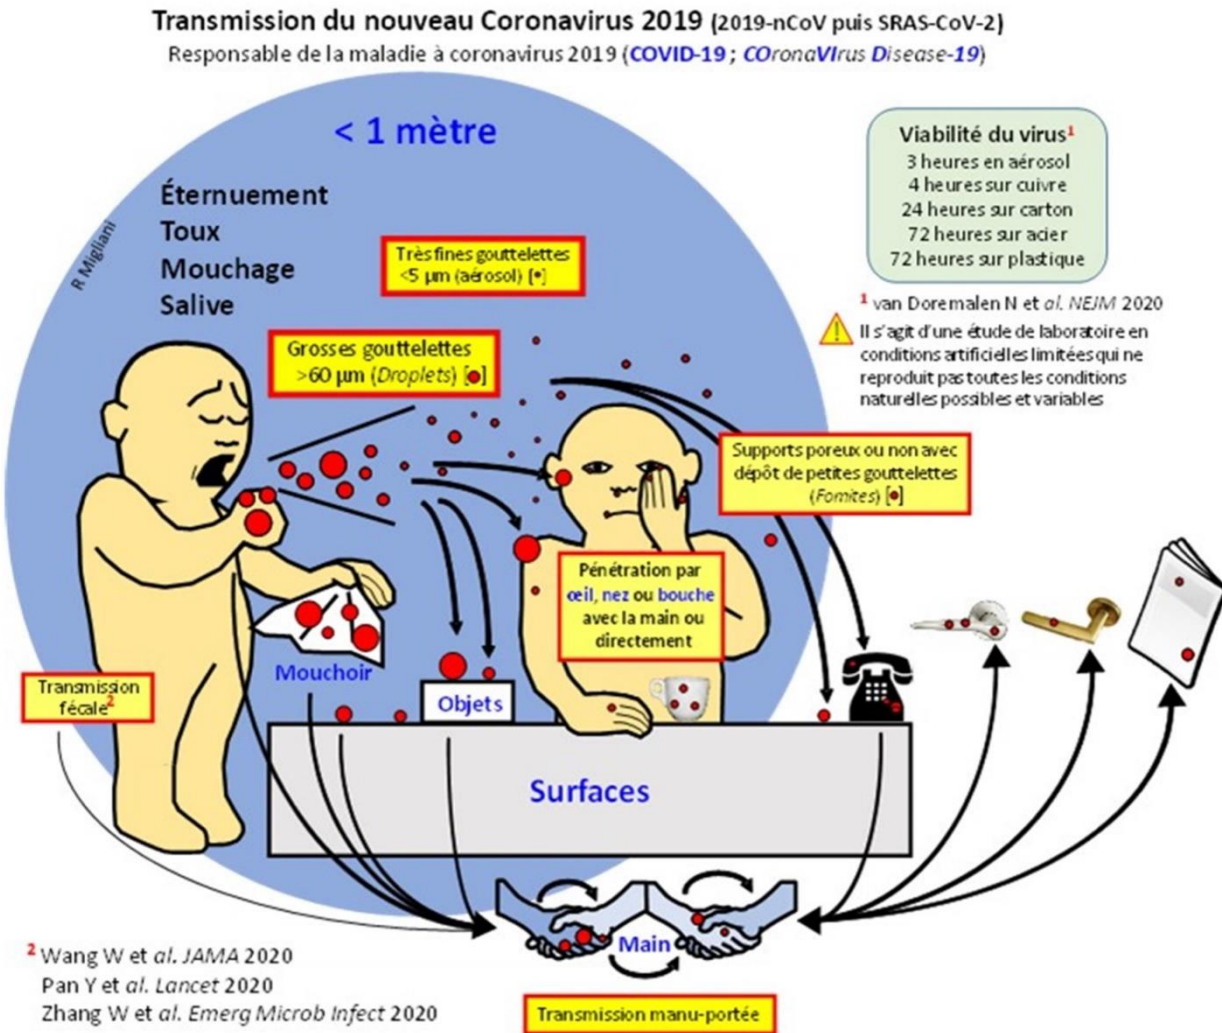 Transmission du nouveau Coronavirus 2019 (2019-nCoV puis SRAS-CoV-2)
Responsable de la maladie à coronavirus 2019 (COVID-19 ; COronaVIrus Disease-19)
< 1 mètre
Éternuement
Toux
Mouchage
Salive
R Migliani
Viabilité du virus1
3 heures en aérosol
4 heures sur cuivre
24 heures sur carton
72 heures sur acier
72 heures sur plastique
1 van Doremalen N et al. NEJM 2020
! Il s'agit d'une étude de laboratoire en
conditions artificielles limitées qui ne
reproduit pas toutes les conditions
naturelles possibles et variables
Très fines gouttelettes
<5 µm (aérosol) [•]
Grosses gouttelettes
>60 µm (Droplets) [●]
Supports poreux ou non avec
dépôt de petites gouttelettes
(Fomites) [•]
Pénétration par
œil, nez ou bouche
avec la main ou
directement
Mouchoir
Transmission
fécale2
Objets
Surfaces
Main
Transmission manu-portée
2 Wang W et al. JAMA 2020
Pan Y et al. Lancet 2020
Zhang W et al. Emerg Microb Infect 2020